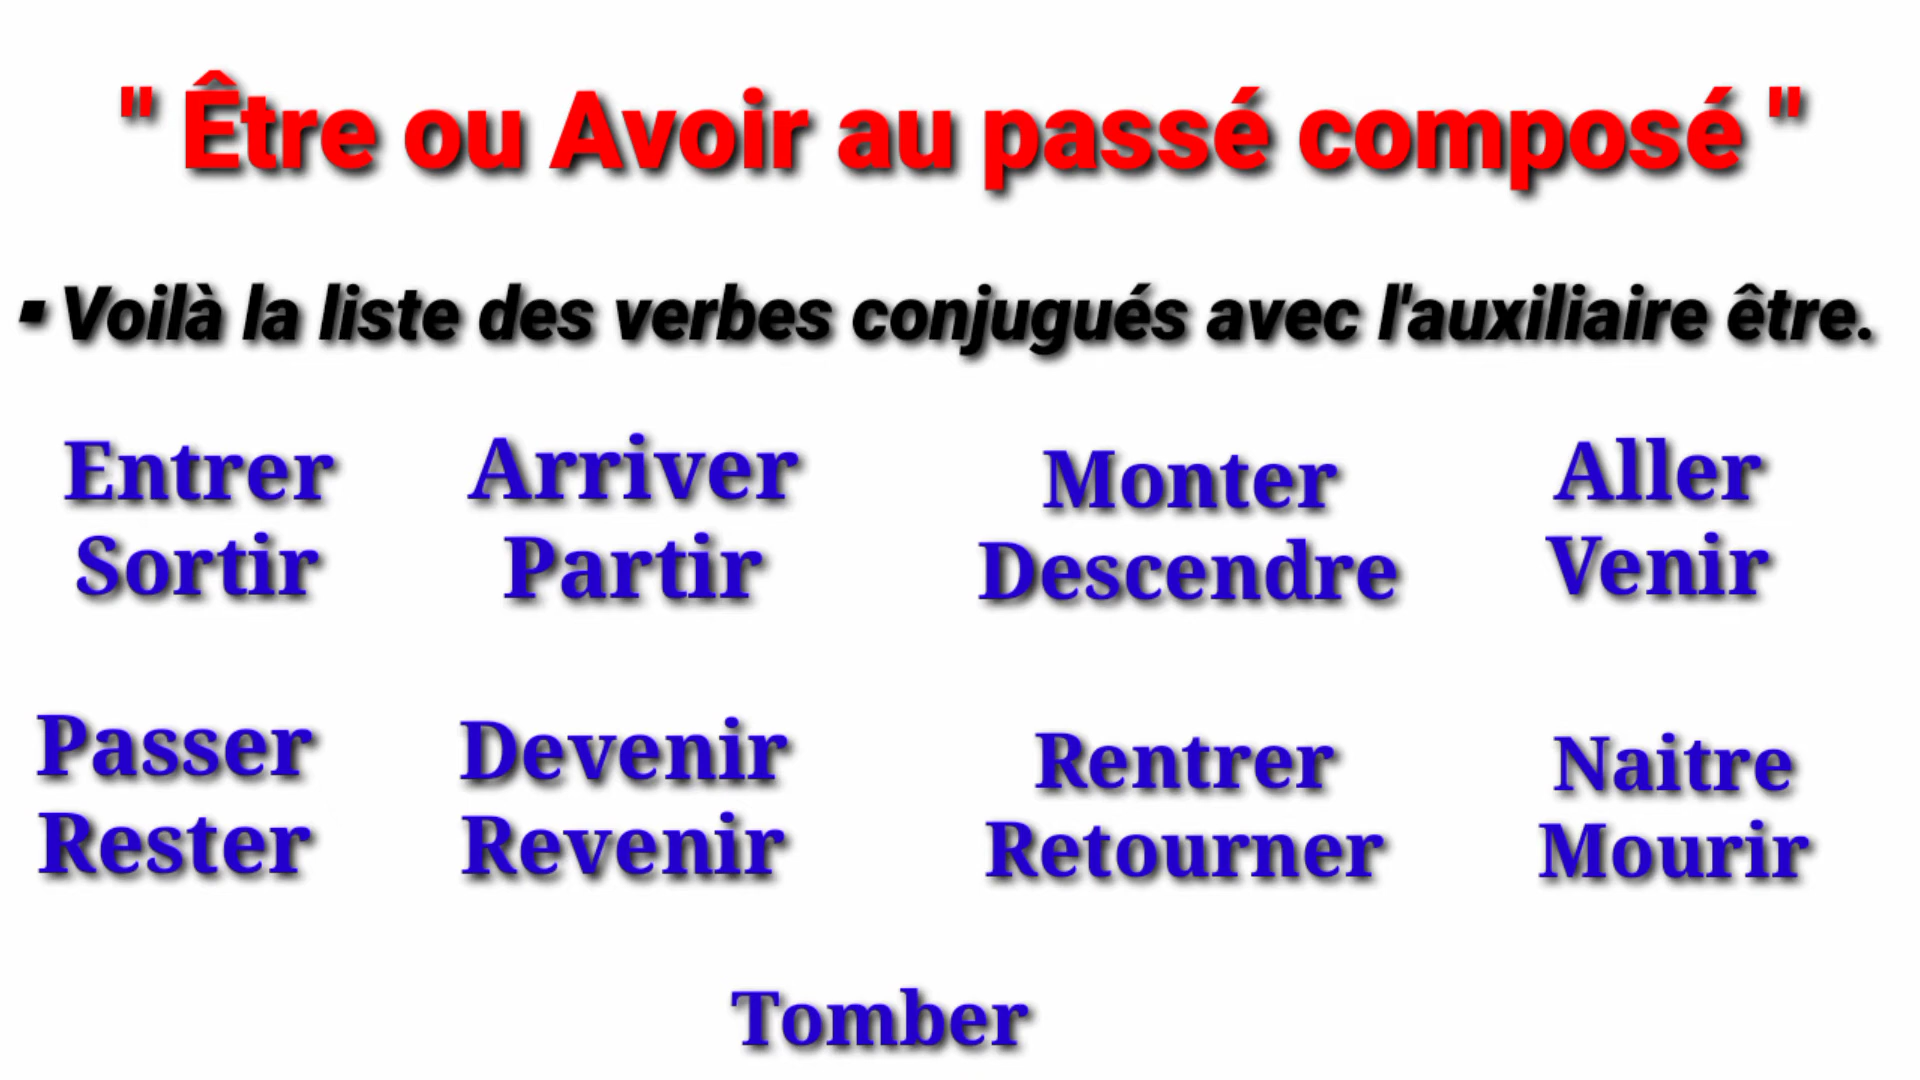 " Être ou Avoir au passé composé "
▪ Voilà la liste des verbes conjugués avec l'auxiliaire être.
Entrer
Sortir
Arriver
Partir
Monter
Descendre
Aller
Venir
Passer
Rester
Devenir
Revenir
Rentrer
Retourner
Naitre
Mourir
Tomber